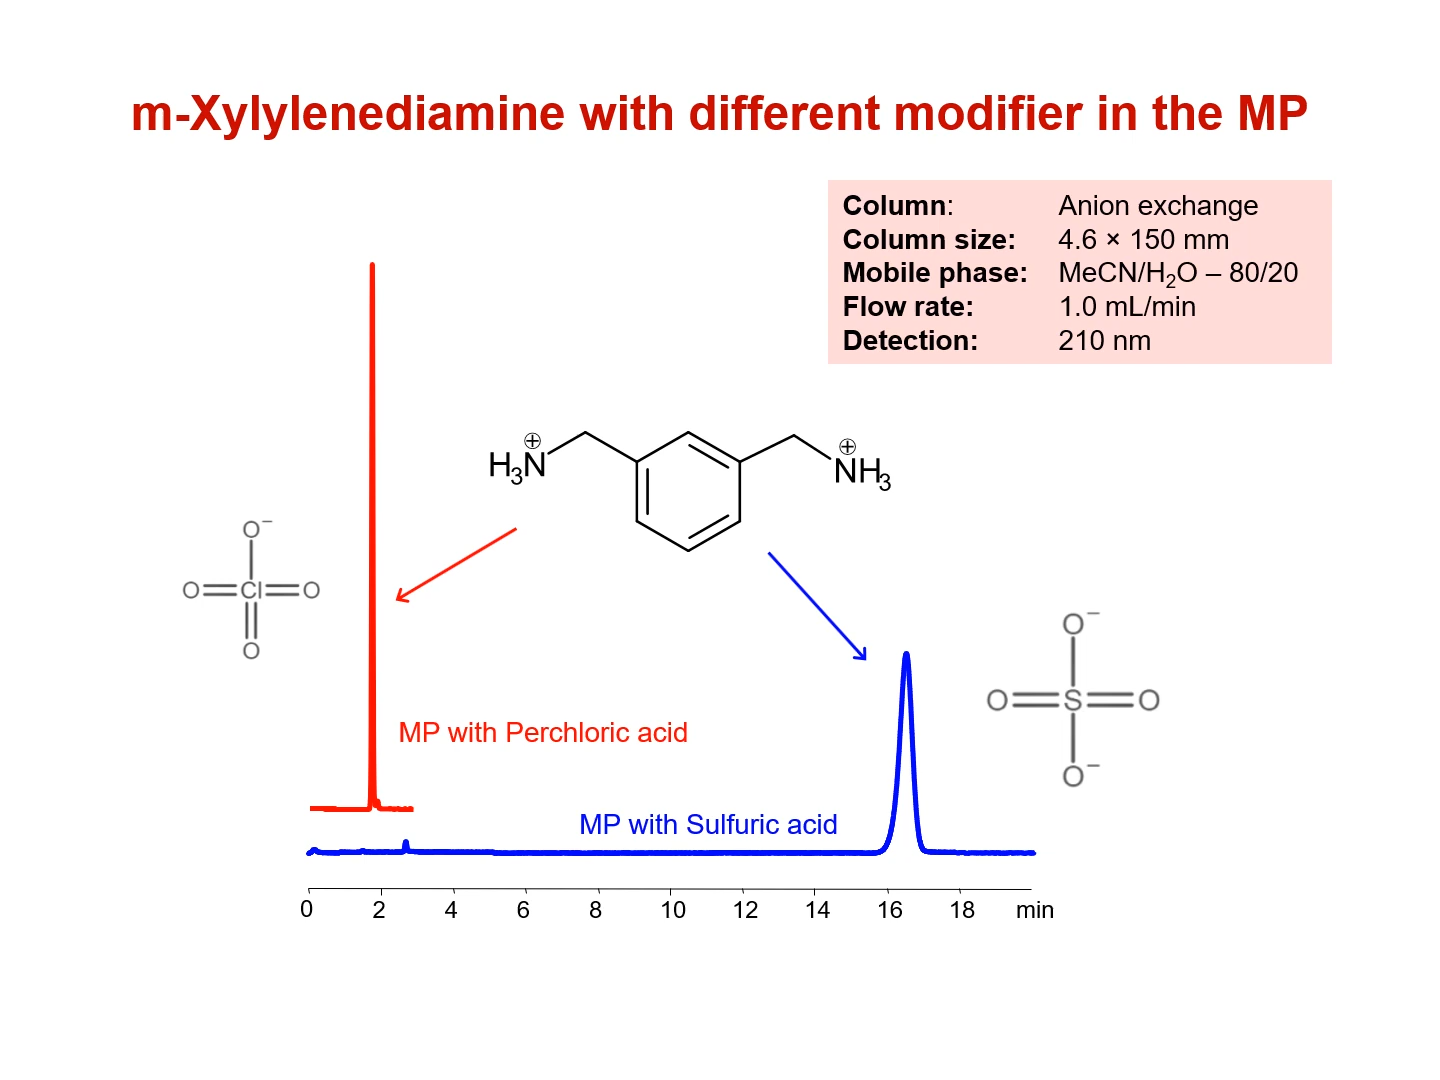 m-Xylylenediamine with different modifier in the MP
Column: Anion exchange
Column size: 4.6 × 150 mm
Mobile phase: MeCN/H₂O – 80/20
Flow rate: 1.0 mL/min
Detection: 210 nm
H₃N⊕
⊕NH₃
O⁻
O Cl O
O
O⁻
O S O
O⁻
MP with Perchloric acid
MP with Sulfuric acid
0 2 4 6 8 10 12 14 16 18 min